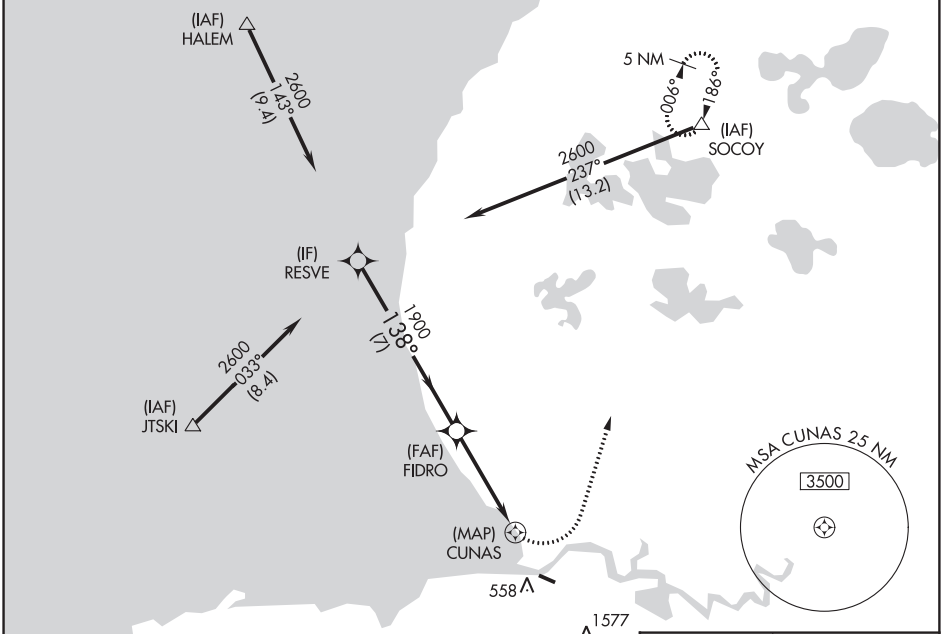 (IAF)
HALEM
2600
143°
(9.4)
5 NM
006°
186°
(IAF)
SOCOY
2600
237°
(13.2)
(IF)
RESVE
1900
138°
(7)
2600
033°
(8.4)
(IAF)
JTSKI
(FAF)
FIDRO
MSA CUNAS 25 NM
3500
(MAP)
CUNAS
558
1577